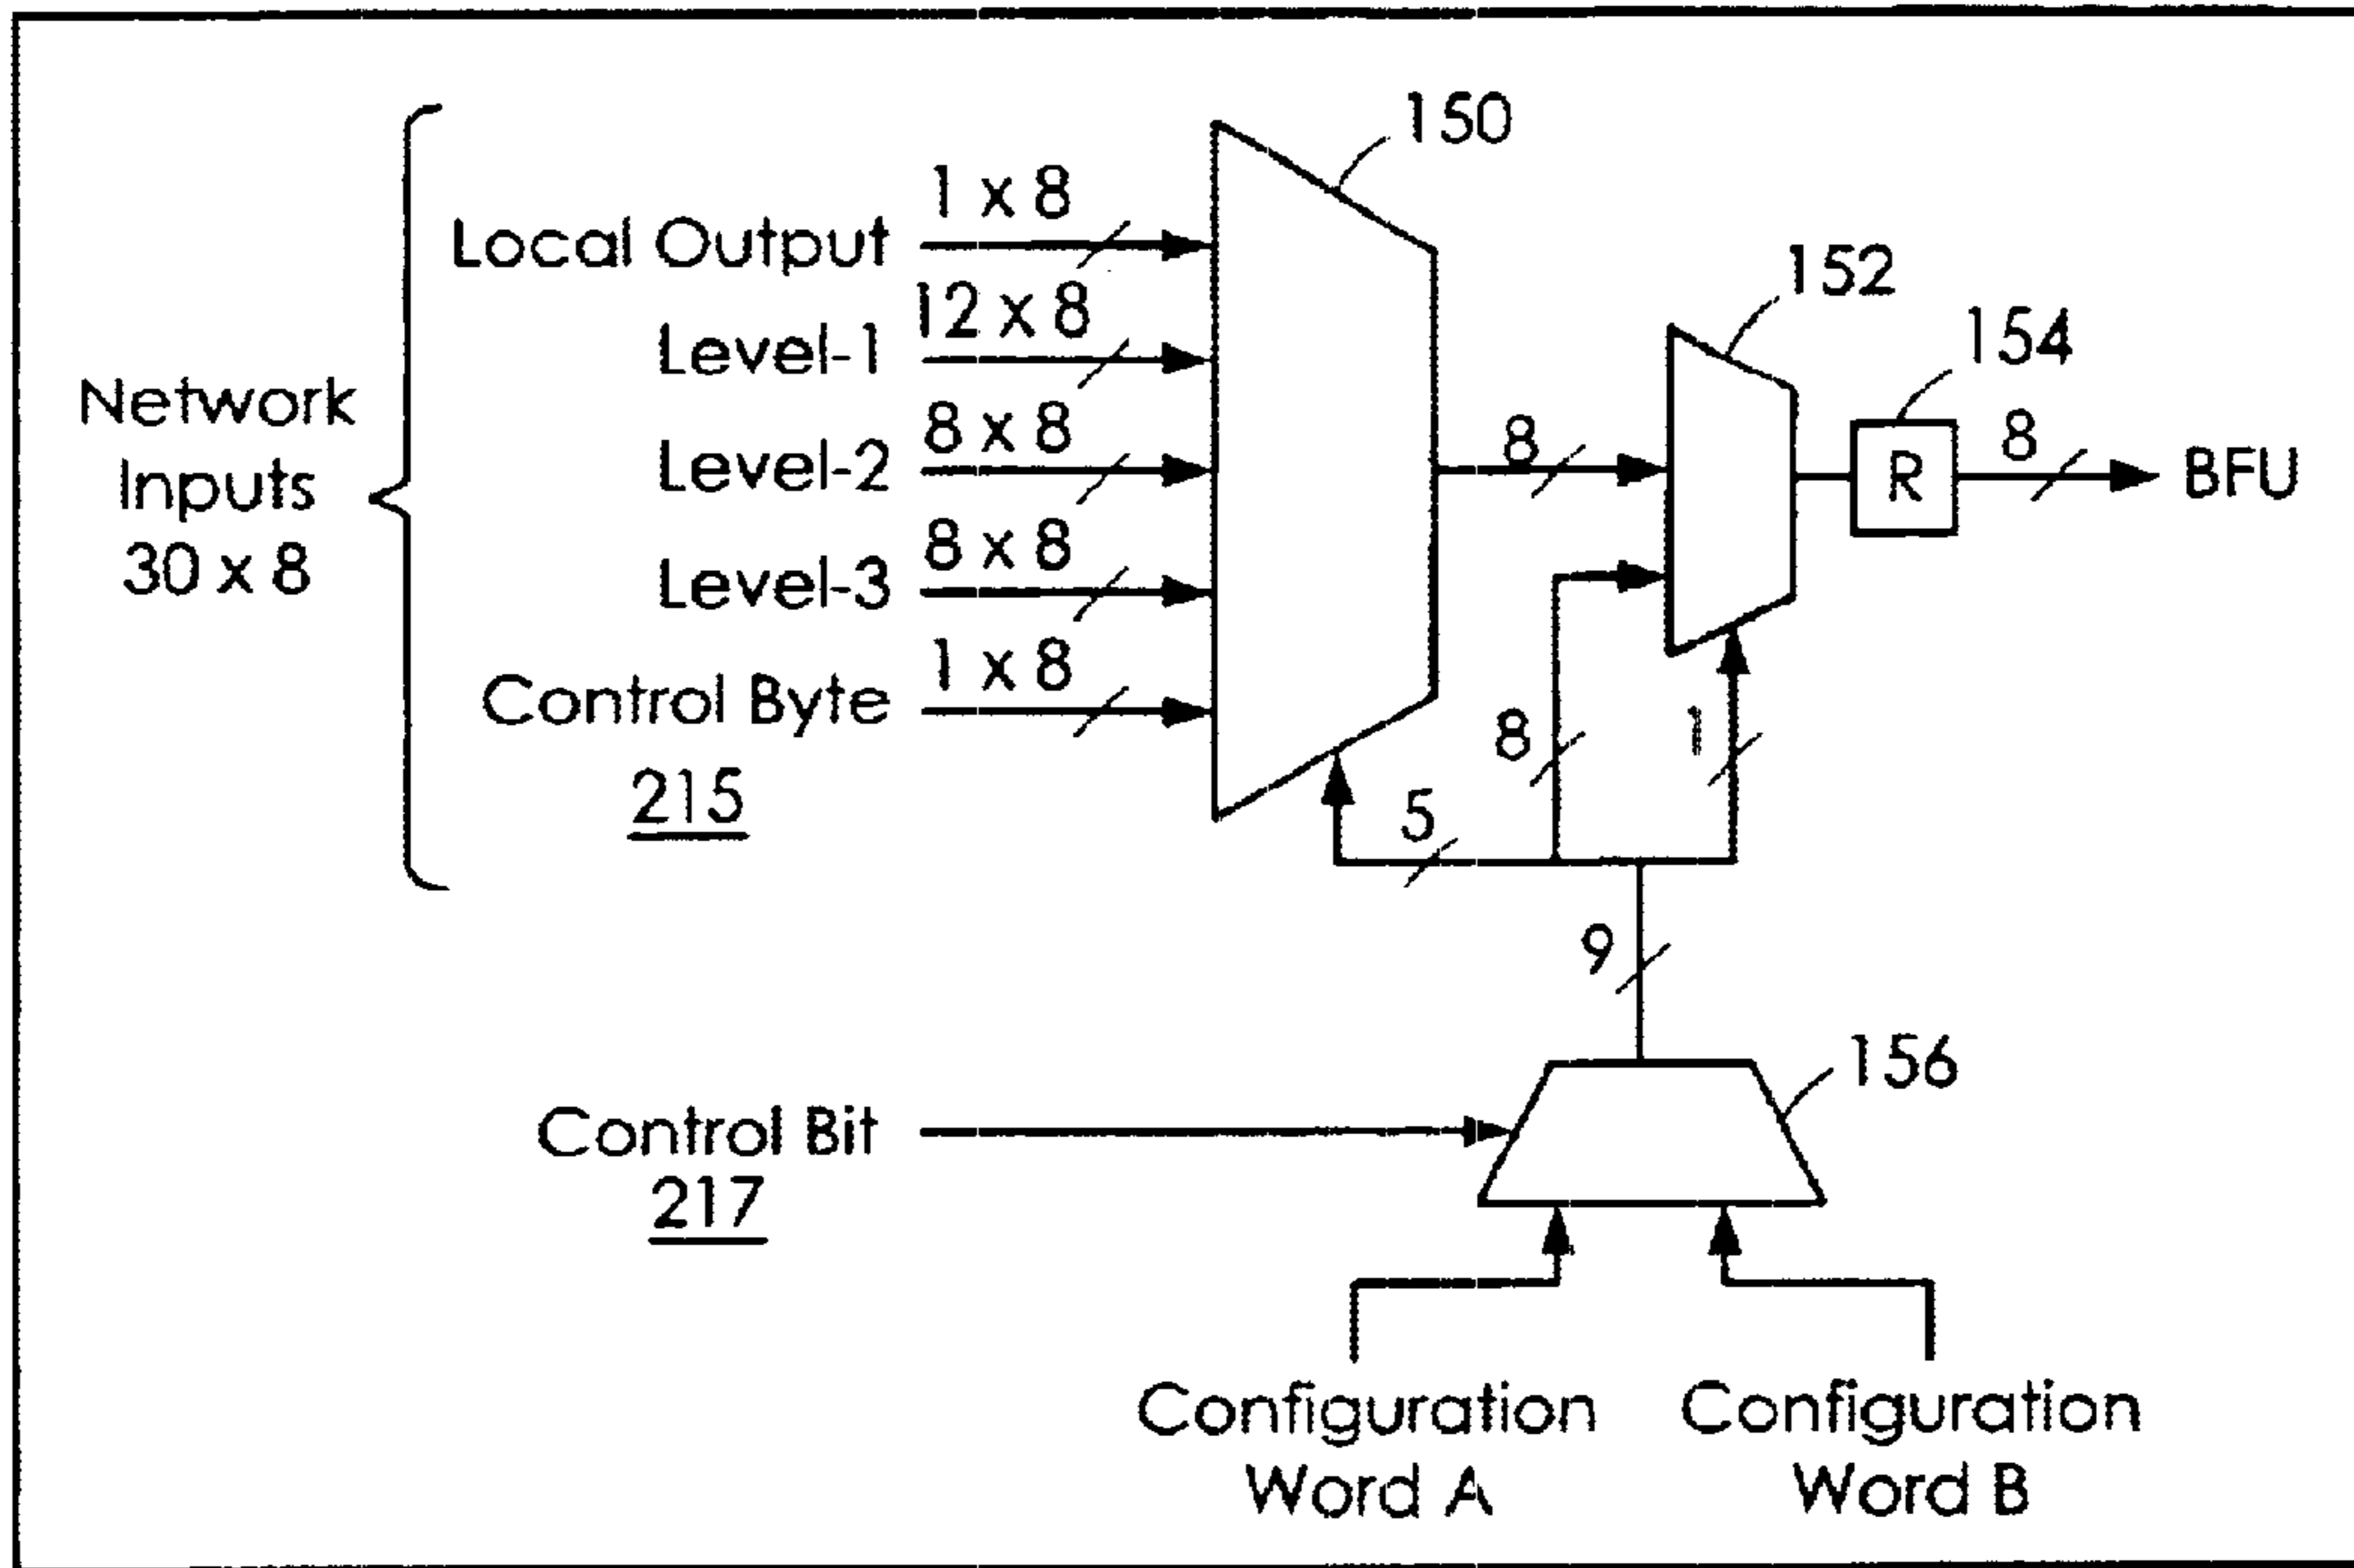 150
1 x 8
Local Output
12 x 8
Level-1
152
154
Network
Inputs
30 x 8
8 x 8
Level-2
8
8
R
BFU
8 x 8
Level-3
1 x 8
Control Byte
215
8
1
5
9
156
Control Bit
217
Configuration
Word A
Configuration
Word B